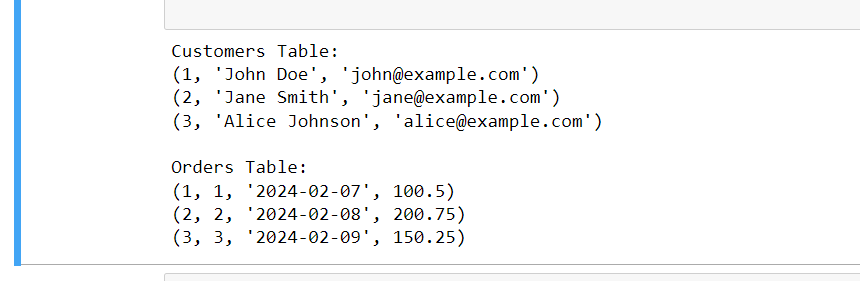 Customers Table:
(1, 'John Doe', 'john@example.com')
(2, 'Jane Smith', 'jane@example.com')
(3, 'Alice Johnson', 'alice@example.com')
Orders Table:
(1, 1, '2024-02-07', 100.5)
(2, 2, '2024-02-08', 200.75)
(3, 3, '2024-02-09', 150.25)